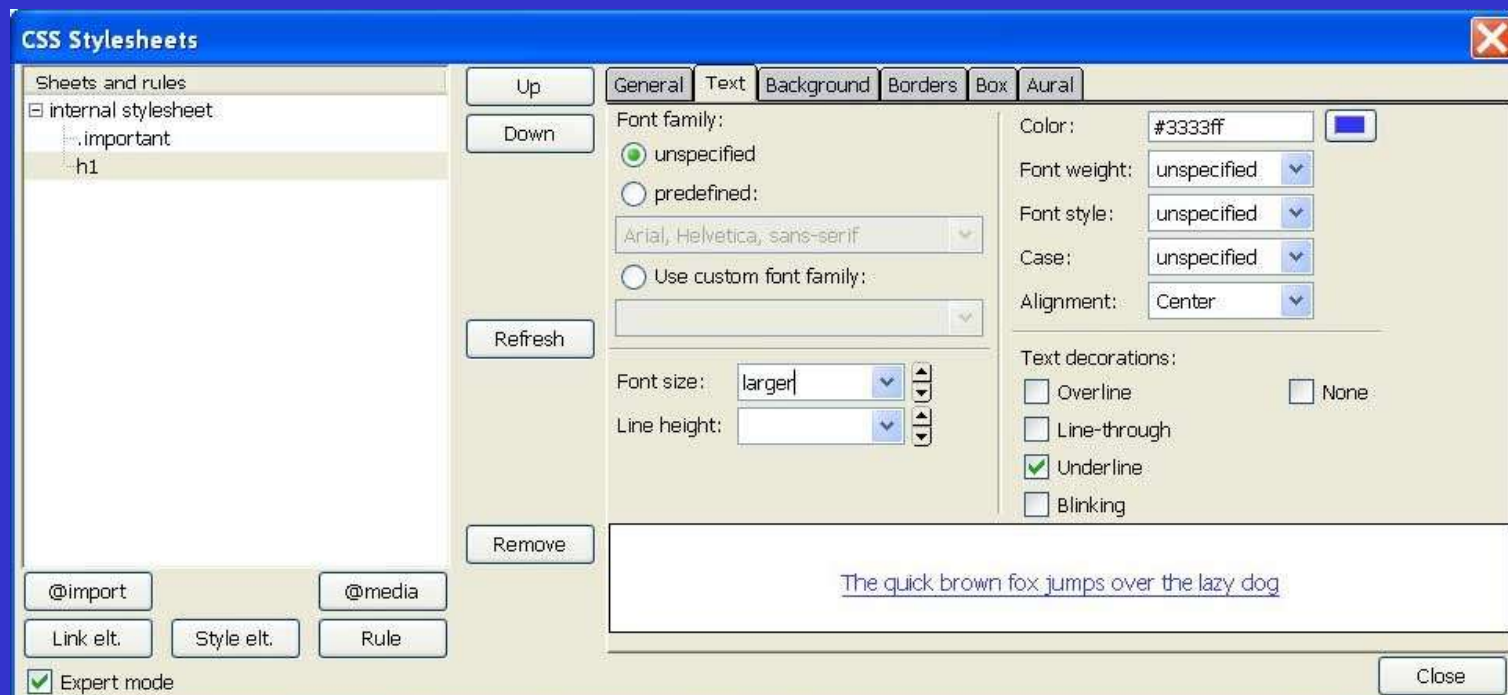 CSS Stylesheets
Sheets and rules
internal stylesheet
.important
h1
Up
Down
Refresh
Remove
@import
@media
Link elt.
Style elt.
Rule
Expert mode
General
Text
Background
Borders
Box
Aural
Font family:
unspecified
predefined:
Arial, Helvetica, sans-serif
Use custom font family:
Font size:
larger
Line height:
Color:
#3333ff
Font weight:
unspecified
Font style:
unspecified
Case:
unspecified
Alignment:
Center
Text decorations:
Overline
None
Line-through
Underline
Blinking
The quick brown fox jumps over the lazy dog
Close